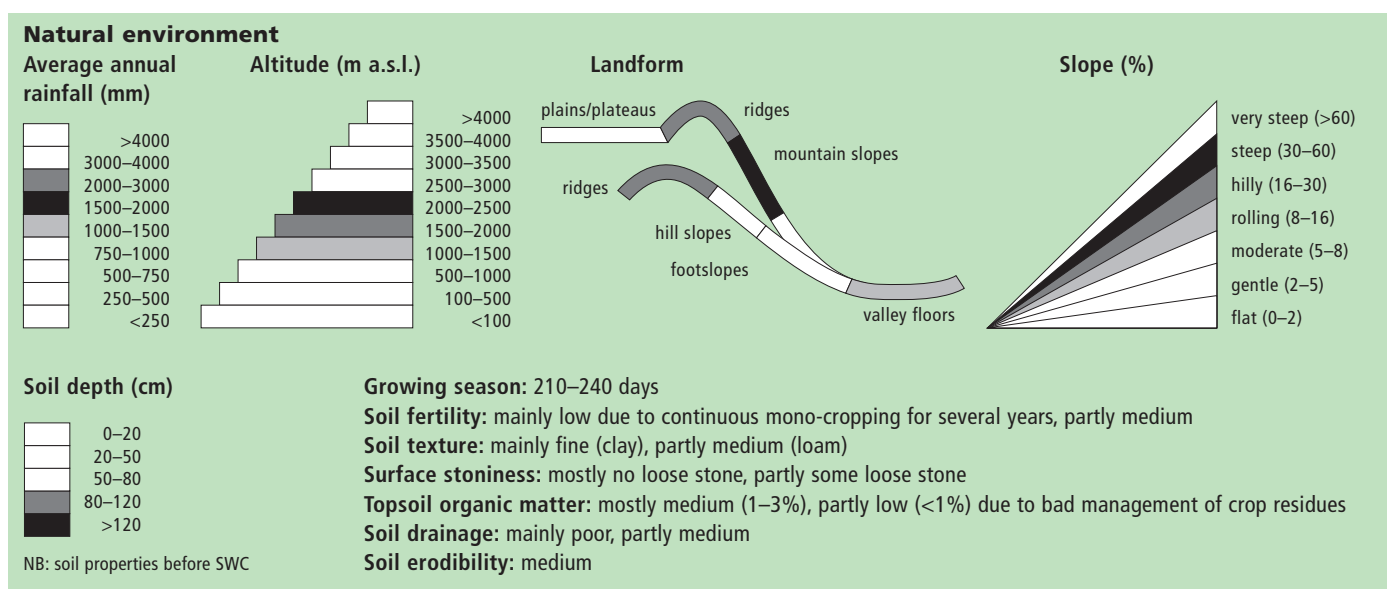 Natural environment
Average annual
rainfall (mm)
>4000
3000–4000
2000–3000
1500–2000
1000–1500
750–1000
500–750
250–500
<250
Altitude (m a.s.l.)
>4000
3500–4000
3000–3500
2500–3000
2000–2500
1500–2000
1000–1500
500–1000
100–500
<100
Landform
plains/plateaus
ridges
mountain slopes
ridges
hill slopes
footslopes
valley floors
Slope (%)
very steep (>60)
steep (30–60)
hilly (16–30)
rolling (8–16)
moderate (5–8)
gentle (2–5)
flat (0–2)
Soil depth (cm)
0–20
20–50
50–80
80–120
>120
NB: soil properties before SWC
Growing season: 210–240 days
Soil fertility: mainly low due to continuous mono-cropping for several years, partly medium
Soil texture: mainly fine (clay), partly medium (loam)
Surface stoniness: mostly no loose stone, partly some loose stone
Topsoil organic matter: mostly medium (1–3%), partly low (<1%) due to bad management of crop residues
Soil drainage: mainly poor, partly medium
Soil erodibility: medium